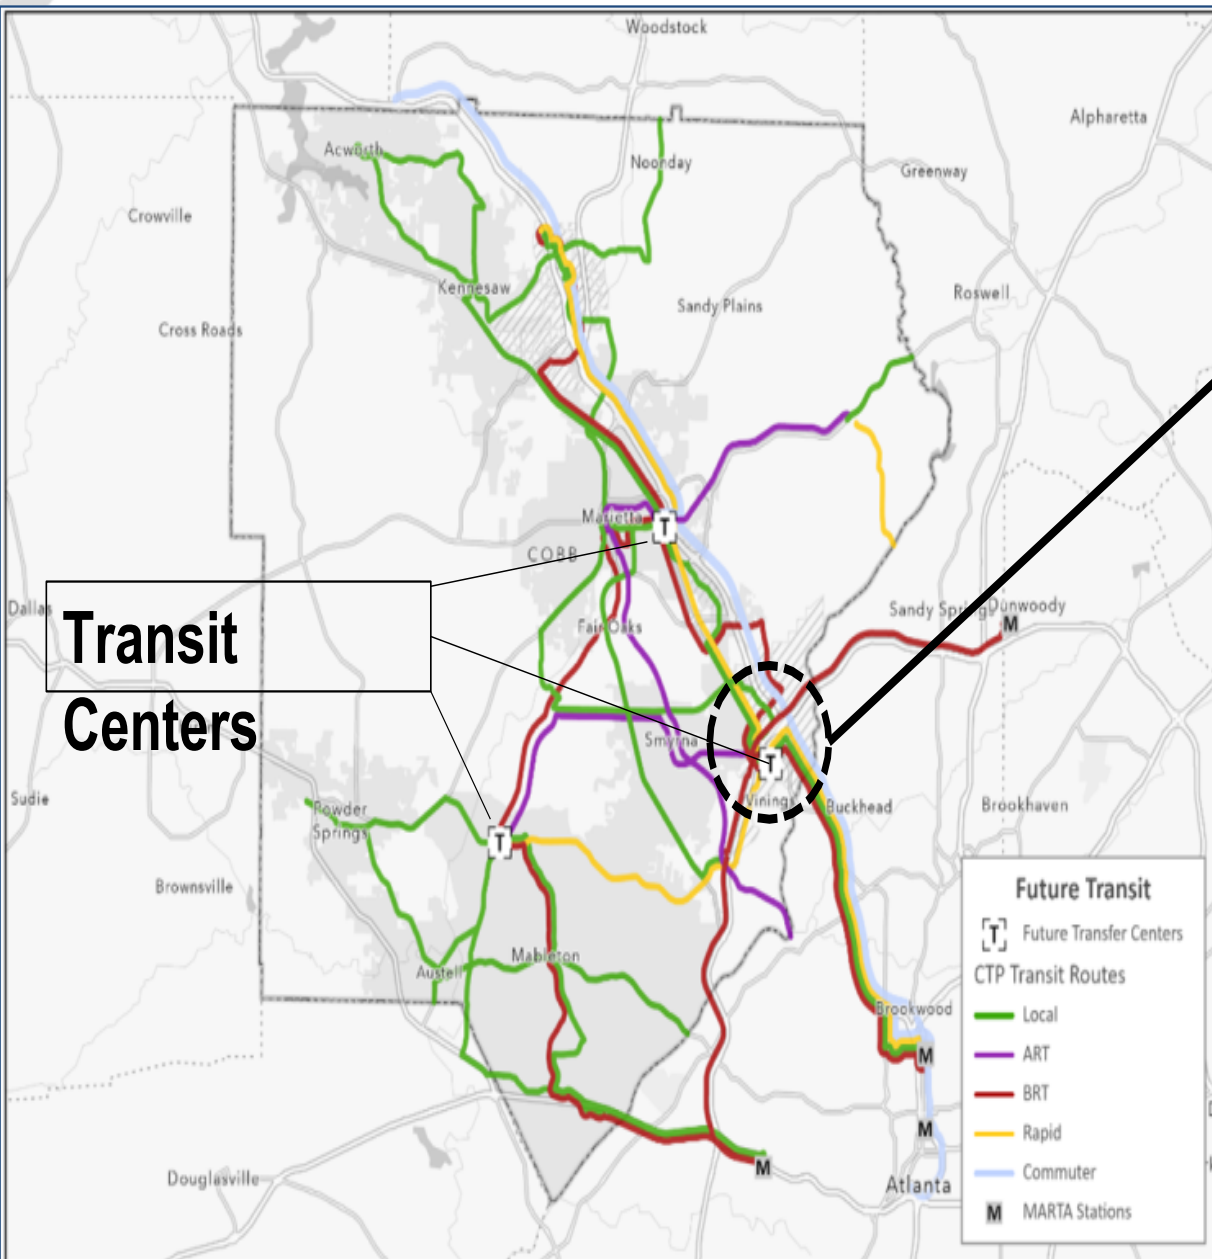 Woodstock
Alpharetta
Acworth
Noonday
Greenway
Crowville
Kennesaw
Roswell
Sandy Plains
Cross Roads
Marietta
T
COBB
Dallas
Sandy Springs
Dunwoody
M
Transit
Centers
Fair Oaks
Smyrna
T
Sudie
Powder
Springs
Vinings
Buckhead
Brookhaven
T
Brownsville
Mableton
Austell
Brookwood
M
M
M
Douglasville
Atlanta
Future Transit
T Future Transfer Centers
CTP Transit Routes
Local
ART
BRT
Rapid
Commuter
M MARTA Stations